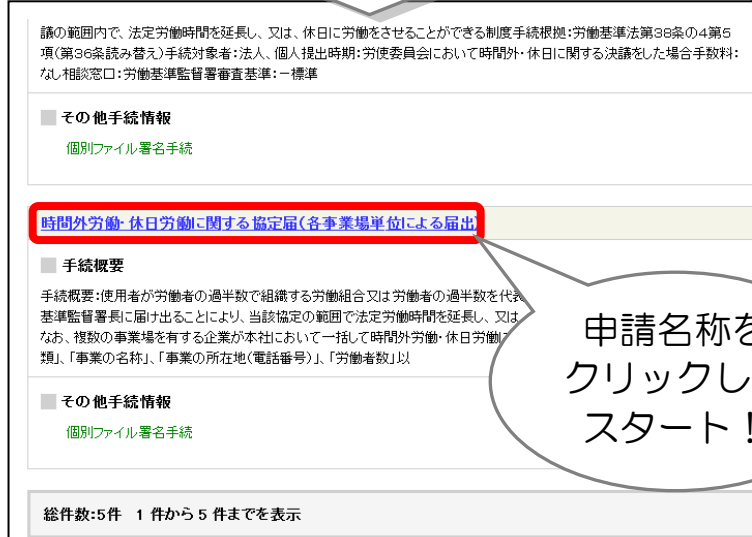 議の範囲内で、法定労働時間を延長し、又は、休日に労働をさせることができる制度手続根拠:労働基準法第38条の4第5
項(第36条読み替え)手続対象者:法人、個人提出時期:労使委員会において時間外・休日に関する決議をした場合手数料:
なし相談窓口:労働基準監督署審査基準:-標準
その他手続情報
個別ファイル署名手続
時間外労働・休日労働に関する協定届(各事業場単位による届出)
手続概要
手続概要:使用者が労働者の過半数で組織する労働組合又は労働者の過半数を代表
基準監督署長に届け出ることにより、当該協定の範囲で法定労働時間を延長し、又は
なお、複数の事業場を有する企業が本社において一括して時間外労働・休日労働に
類」、「事業の名称」、「事業の所在地(電話番号)」、「労働者数」以
その他手続情報
個別ファイル署名手続
申請名称を
クリックし
スタート!
総件数:5件 1 件から 5 件までを表示